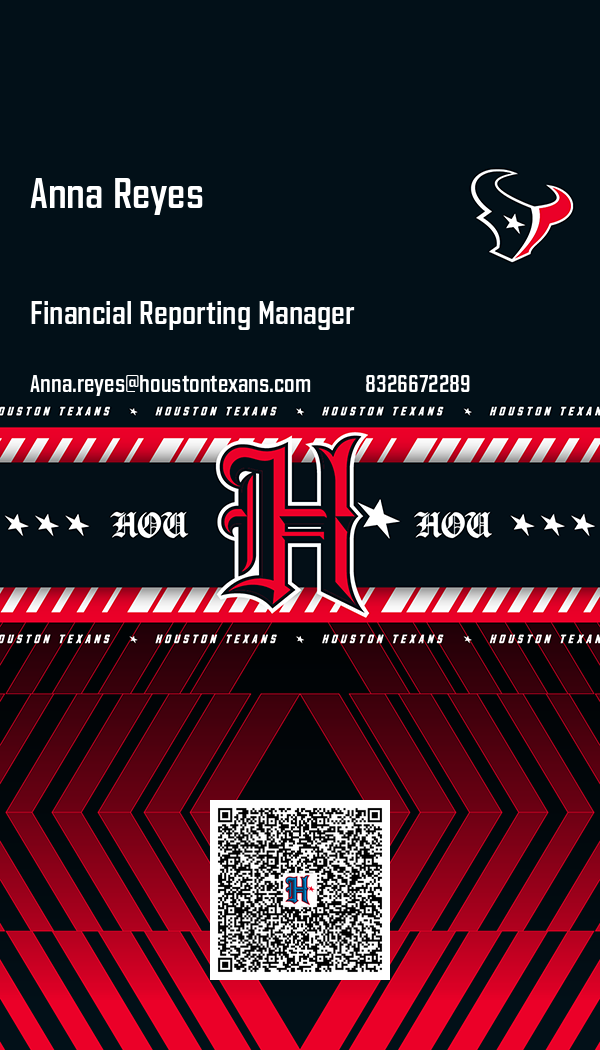 Anna Reyes
Financial Reporting Manager
Anna.reyes@houstontexans.com 8326672289
HOUSTON TEXANS HOUSTON TEXANS HOUSTON TEXANS HOUSTON TEXAN
HOU H HOU
HOUSTON TEXANS HOUSTON TEXANS HOUSTON TEXANS HOUSTON TEXAN
H